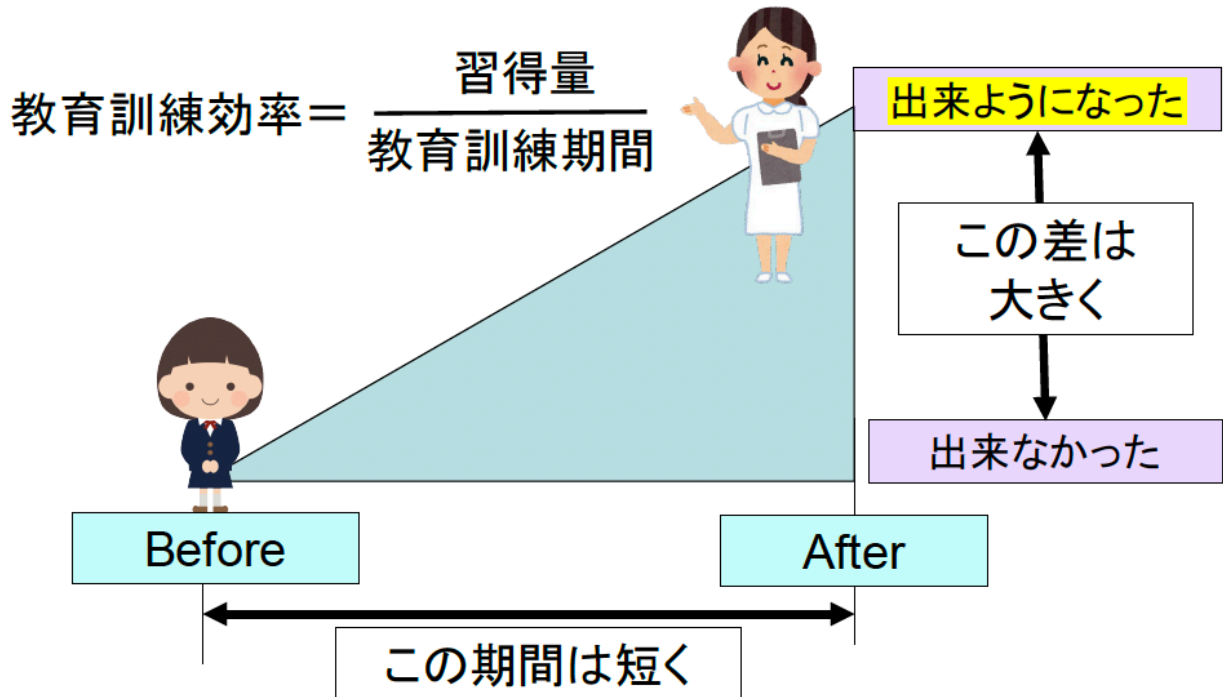 教育訓練効率＝
習得量
教育訓練期間
出来ようになった
この差は
大きく
出来なかった
Before
After
この期間は短く